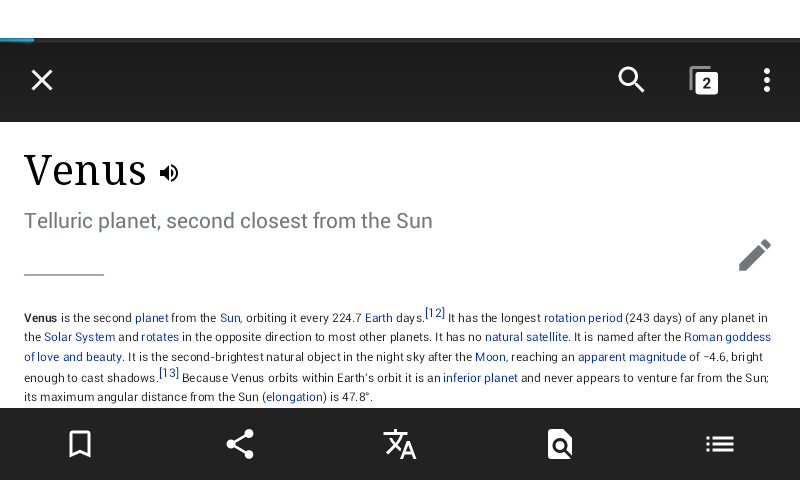 2
Venus
Telluric planet, second closest from the Sun
Venus is the second planet from the Sun, orbiting it every 224.7 Earth days.[12] It has the longest rotation period (243 days) of any planet in
the Solar System and rotates in the opposite direction to most other planets. It has no natural satellite. It is named after the Roman goddess
of love and beauty. It is the second-brightest natural object in the night sky after the Moon, reaching an apparent magnitude of −4.6, bright
enough to cast shadows.[13] Because Venus orbits within Earth's orbit it is an inferior planet and never appears to venture far from the Sun;
its maximum angular distance from the Sun (elongation) is 47.8°.